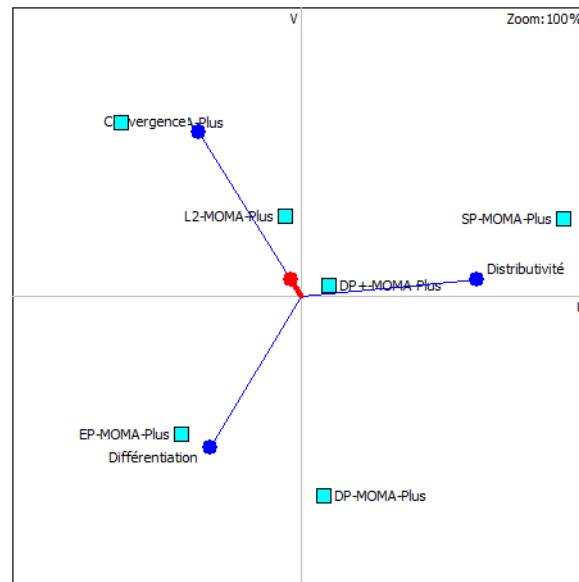 V
Zoom: 100%
Convergence
-Plus
L2-MOMA-Plus
SP-MOMA-Plus
Distributivité
DP+-MOMA-Plus
U
EP-MOMA-Plus
Différentiation
DP-MOMA-Plus